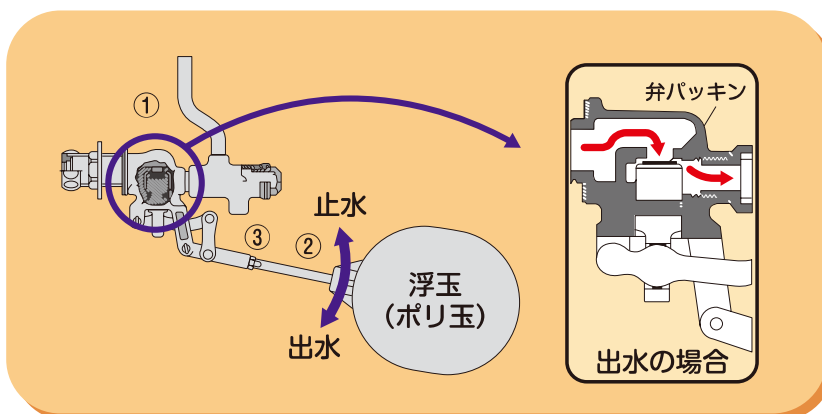 ①
弁パッキン
止水
③
②
浮玉
(ポリ玉)
出水
出水の場合